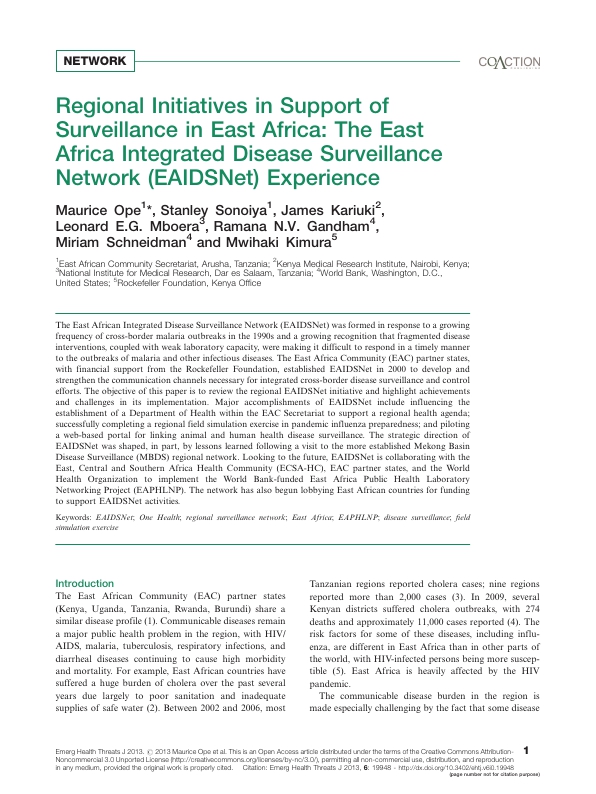 NETWORK
COACTION
Regional Initiatives in Support of
Surveillance in East Africa: The East
Africa Integrated Disease Surveillance
Network (EAIDSNet) Experience
Maurice Ope1*, Stanley Sonoiya1, James Kariuki2,
Leonard E.G. Mboera3, Ramana N.V. Gandham4,
Miriam Schneidman4 and Mwihaki Kimura5
1East African Community Secretariat, Arusha, Tanzania; 2Kenya Medical Research Institute, Nairobi, Kenya;
3National Institute for Medical Research, Dar es Salaam, Tanzania; 4World Bank, Washington, D.C.,
United States; 5Rockefeller Foundation, Kenya Office
The East African Integrated Disease Surveillance Network (EAIDSNet) was formed in response to a growing
frequency of cross-border malaria outbreaks in the 1990s and a growing recognition that fragmented disease
interventions, coupled with weak laboratory capacity, were making it difficult to respond in a timely manner
to the outbreaks of malaria and other infectious diseases. The East Africa Community (EAC) partner states,
with financial support from the Rockefeller Foundation, established EAIDSNet in 2000 to develop and
strengthen the communication channels necessary for integrated cross-border disease surveillance and control
efforts. The objective of this paper is to review the regional EAIDSNet initiative and highlight achievements
and challenges in its implementation. Major accomplishments of EAIDSNet include influencing the
establishment of a Department of Health within the EAC Secretariat to support a regional health agenda;
successfully completing a regional field simulation exercise in pandemic influenza preparedness; and piloting
a web-based portal for linking animal and human health disease surveillance. The strategic direction of
EAIDSNet was shaped, in part, by lessons learned following a visit to the more established Mekong Basin
Disease Surveillance (MBDS) regional network. Looking to the future, EAIDSNet is collaborating with the
East, Central and Southern Africa Health Community (ECSA-HC), EAC partner states, and the World
Health Organization to implement the World Bank-funded East Africa Public Health Laboratory
Networking Project (EAPHLNP). The network has also begun lobbying East African countries for funding
to support EAIDSNet activities.
Keywords: EAIDSNet; One Health; regional surveillance network; East Africa; EAPHLNP; disease surveillance; field
simulation exercise
Introduction
The East African Community (EAC) partner states
(Kenya, Uganda, Tanzania, Rwanda, Burundi) share a
similar disease profile (1). Communicable diseases remain
a major public health problem in the region, with HIV/
AIDS, malaria, tuberculosis, respiratory infections, and
diarrheal diseases continuing to cause high morbidity
and mortality. For example, East African countries have
suffered a huge burden of cholera over the past several
years due largely to poor sanitation and inadequate
supplies of safe water (2). Between 2002 and 2006, most
Tanzanian regions reported cholera cases; nine regions
reported more than 2,000 cases (3). In 2009, several
Kenyan districts suffered cholera outbreaks, with 274
deaths and approximately 11,000 cases reported (4). The
risk factors for some of these diseases, including influ-
enza, are different in East Africa than in other parts of
the world, with HIV-infected persons being more suscep-
tible (5). East Africa is heavily affected by the HIV
pandemic.
The communicable disease burden in the region is
made especially challenging by the fact that some disease
Emerg Health Threats J 2013. © 2013 Maurice Ope et al. This is an Open Access article distributed under the terms of the Creative Commons Attribution-
Noncommercial 3.0 Unported License (http://creativecommons.org/licenses/by-nc/3.0/), permitting all non-commercial use, distribution, and reproduction
in any medium, provided the original work is properly cited. Citation: Emerg Health Threats J 2013, 6: 19948 - http://dx.doi.org/10.3402/ehtj.v6i0.19948
1
(page number not for citation purpose)